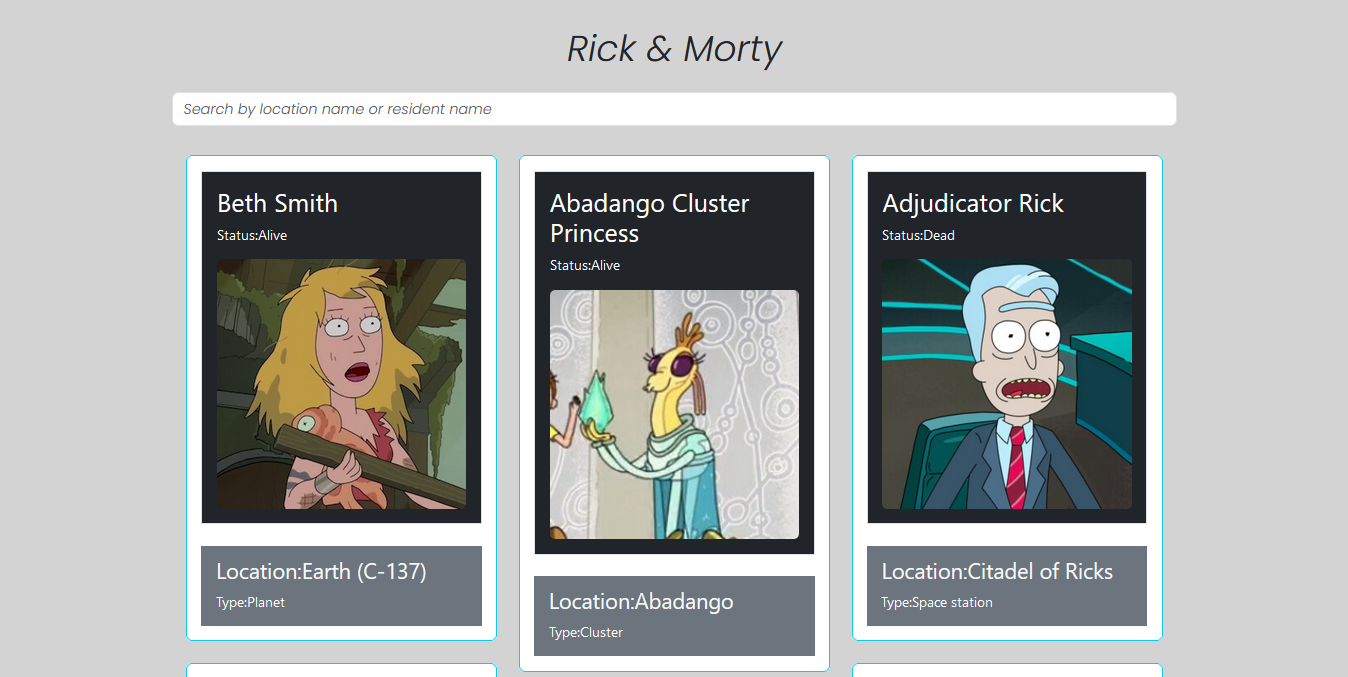 Rick & Morty
Search by location name or resident name
Beth Smith
Status:Alive
Location:Earth (C-137)
Type:Planet
Abadango Cluster
Princess
Status:Alive
Location:Abadango
Type:Cluster
Adjudicator Rick
Status:Dead
Location:Citadel of Ricks
Type:Space station